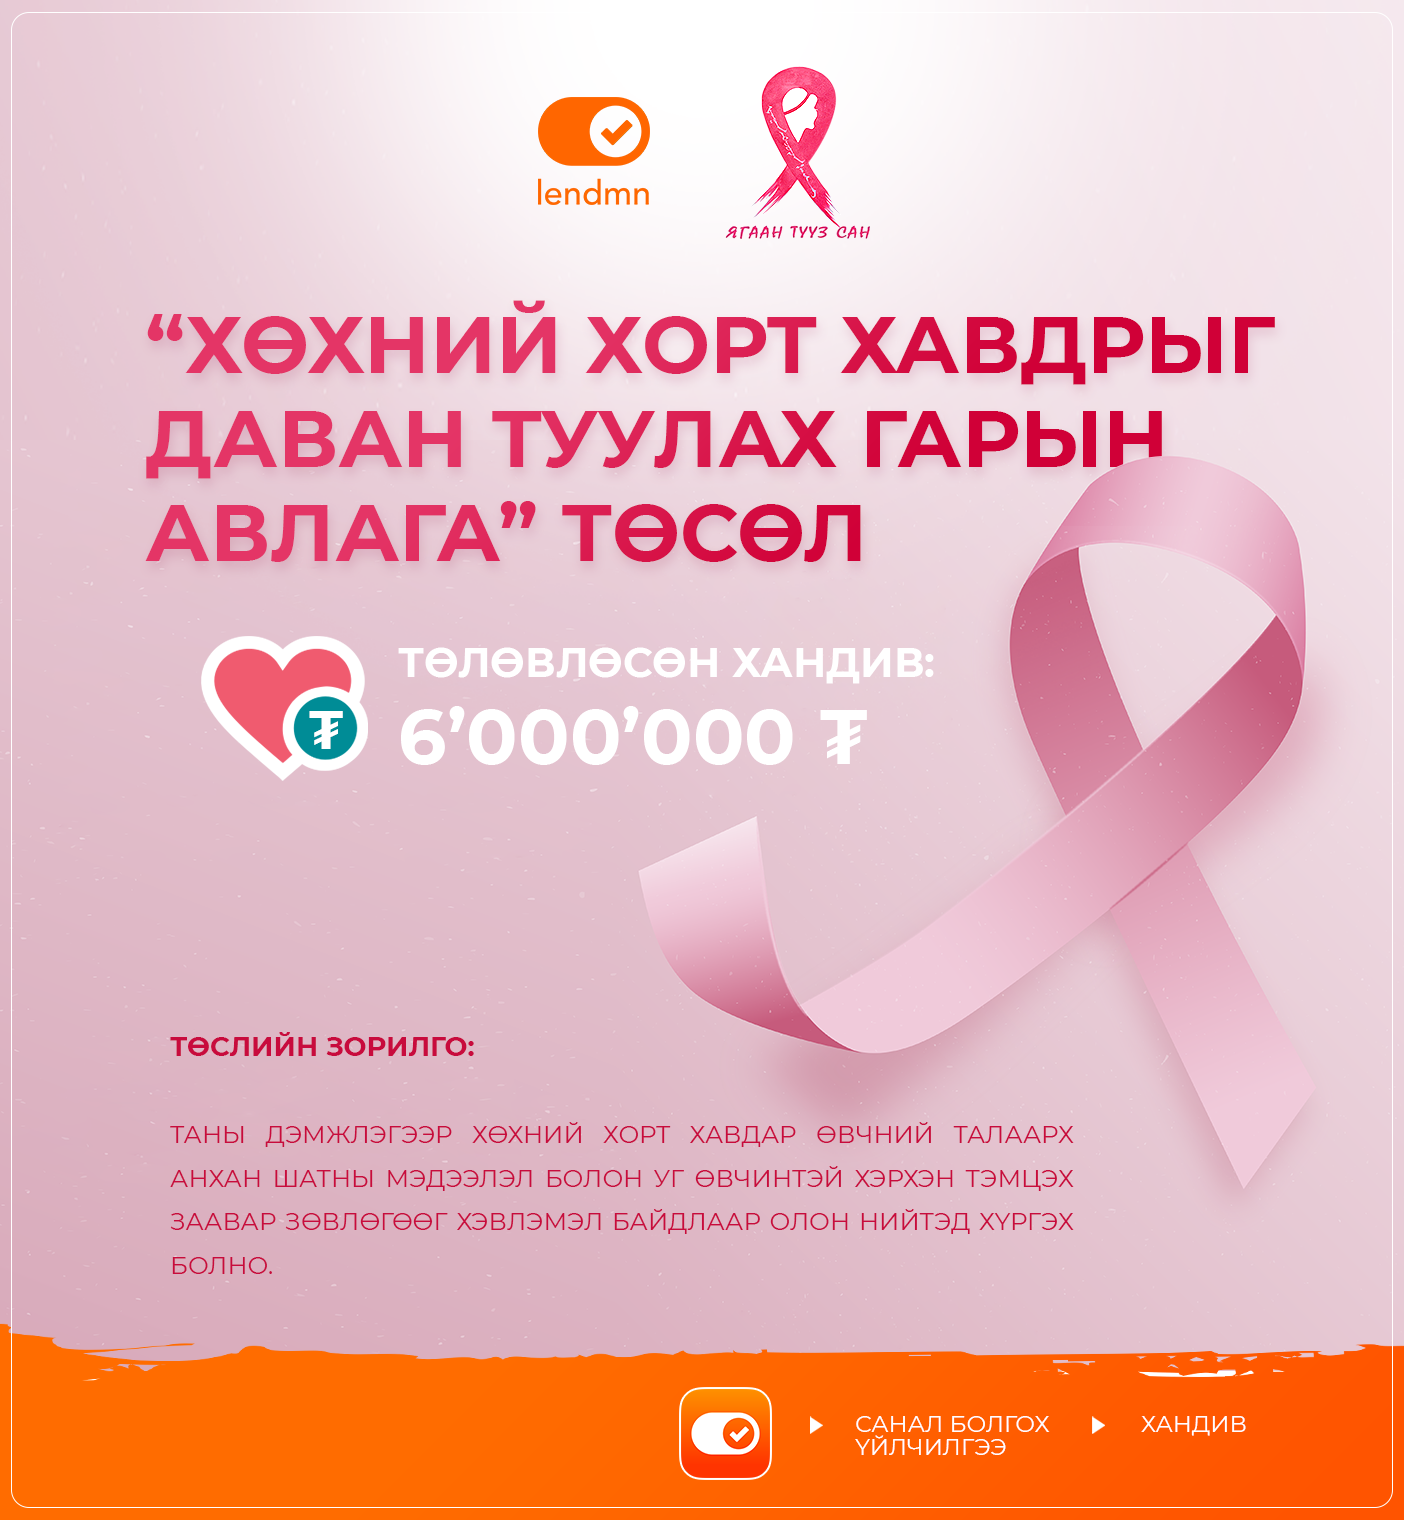 lendmn
ЯГААН ТУУЗ САН
“ХӨХНИЙ ХОРТ ХАВДРЫГ
ДАВАН ТУУЛАХ ГАРЫН
АВЛАГА” ТӨСӨЛ
ТӨЛӨВЛӨСӨН ХАНДИВ:
6’000’000 ₮
₮
ТӨСЛИЙН ЗОРИЛГО:
ТАНЫ ДЭМЖЛЭГЭЭР ХӨХНИЙ ХОРТ ХАВДАР ӨВЧНИЙ ТАЛААРХ
АНХАН ШАТНЫ МЭДЭЭЛЭЛ БОЛОН УГ ӨВЧИНТЭЙ ХЭРХЭН ТЭМЦЭХ
ЗААВАР ЗӨВЛӨГӨӨГ ХЭВЛЭМЭЛ БАЙДЛААР ОЛОН НИЙТЭД ХҮРГЭХ
БОЛНО.
САНАЛ БОЛГОХ
ҮЙЛЧИЛГЭЭ
ХАНДИВ